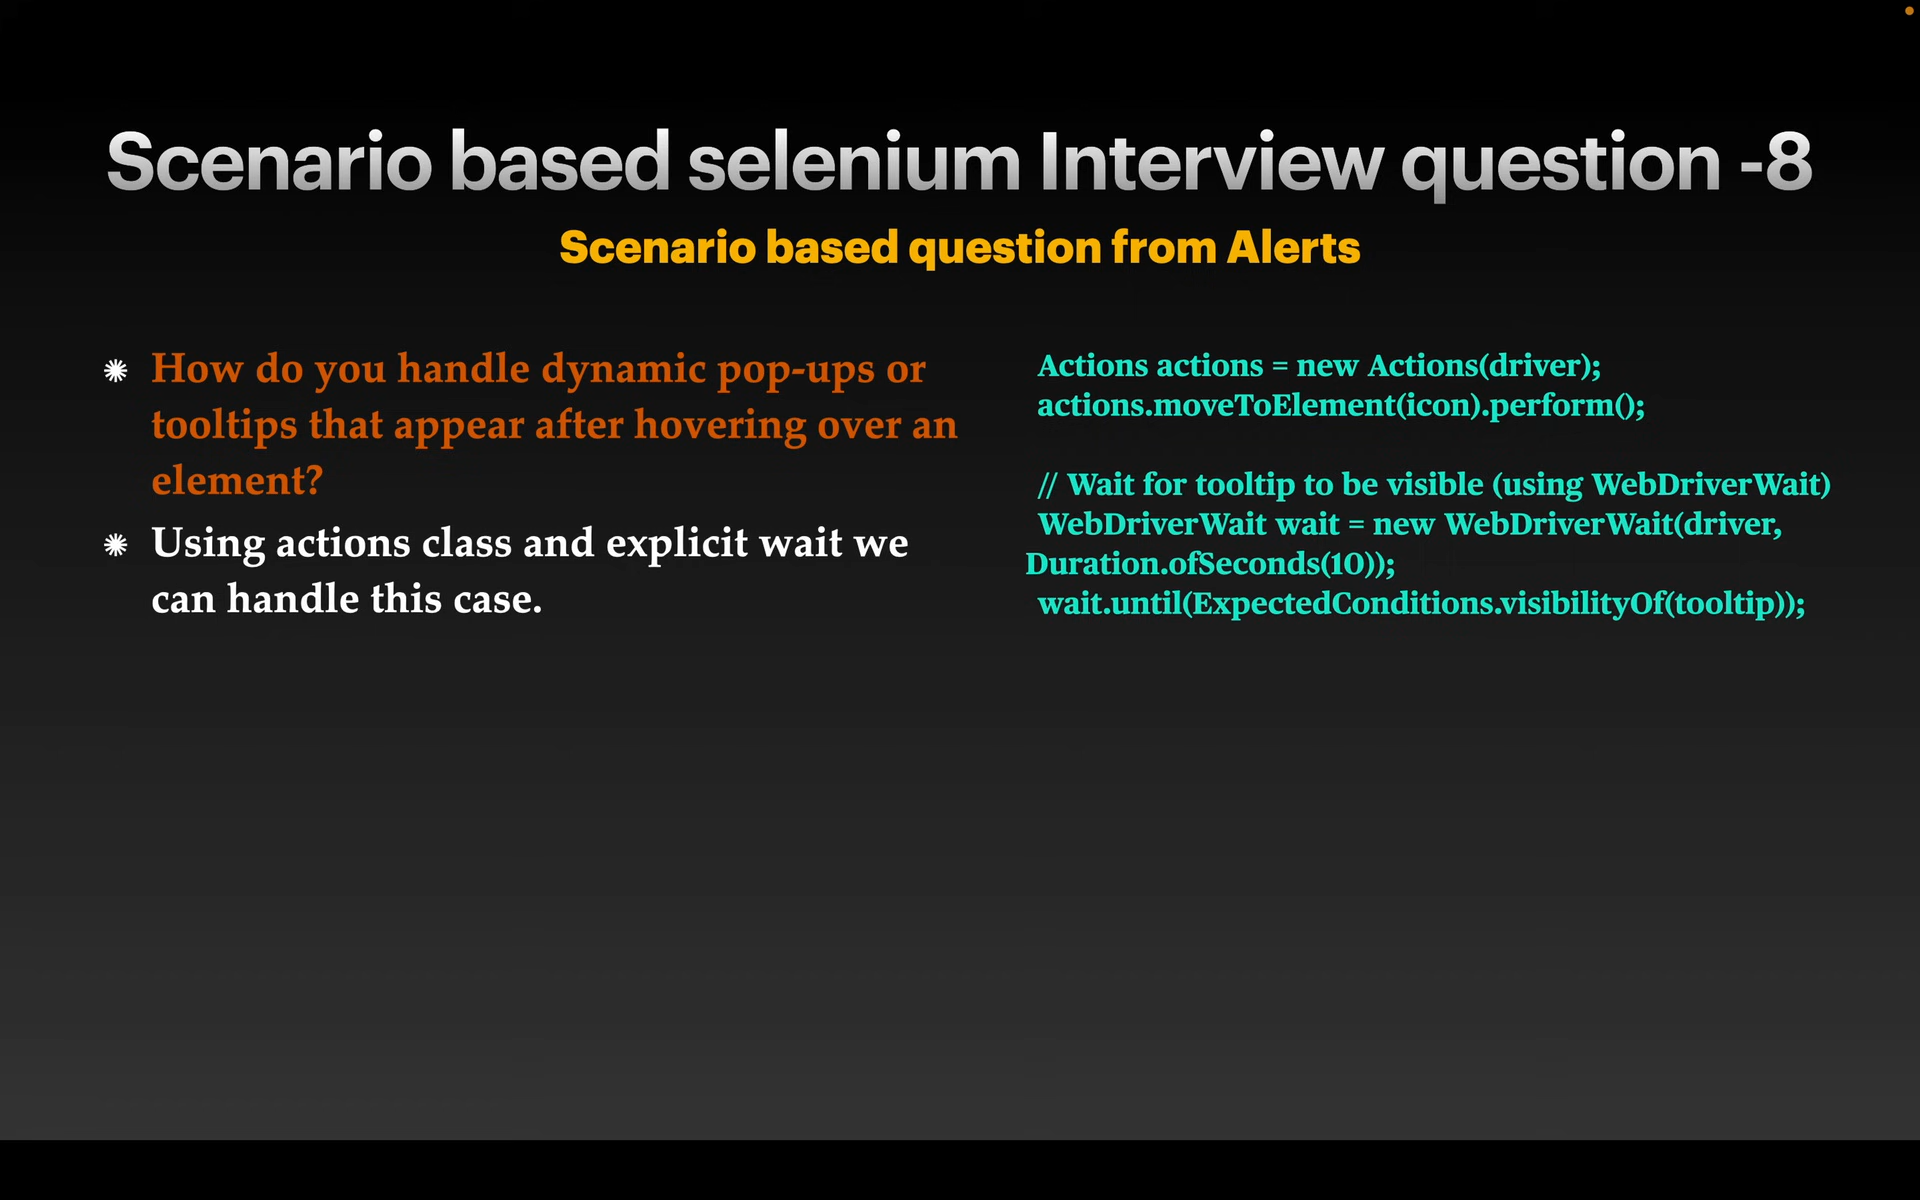 Scenario based selenium Interview question -8
Scenario based question from Alerts
How do you handle dynamic pop-ups or
tooltips that appear after hovering over an
element?
Using actions class and explicit wait we
can handle this case.
Actions actions = new Actions(driver);
actions.moveToElement(icon).perform();
// Wait for tooltip to be visible (using WebDriverWait)
WebDriverWait wait = new WebDriverWait(driver,
Duration.ofSeconds(10));
wait.until(ExpectedConditions.visibilityOf(tooltip));